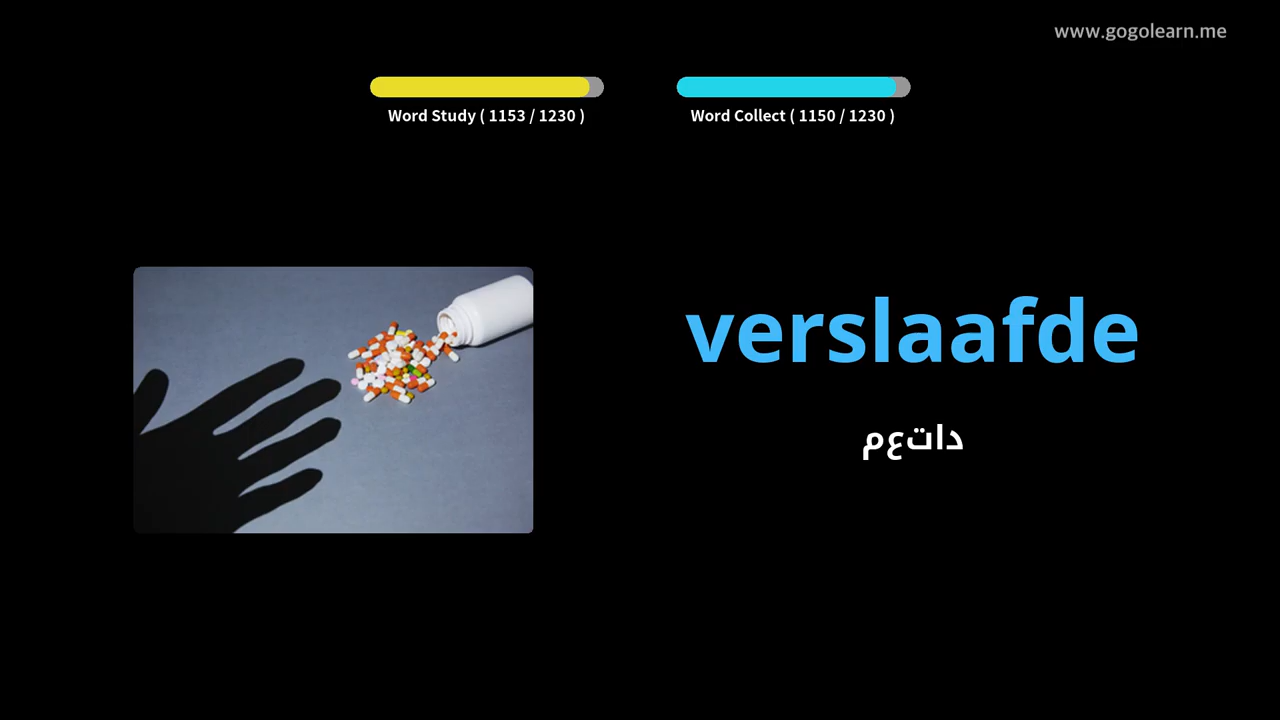 www.gogolearn.me
Word Study ( 1153 / 1230 )
Word Collect ( 1150 / 1230 )
verslaafde
داتعم